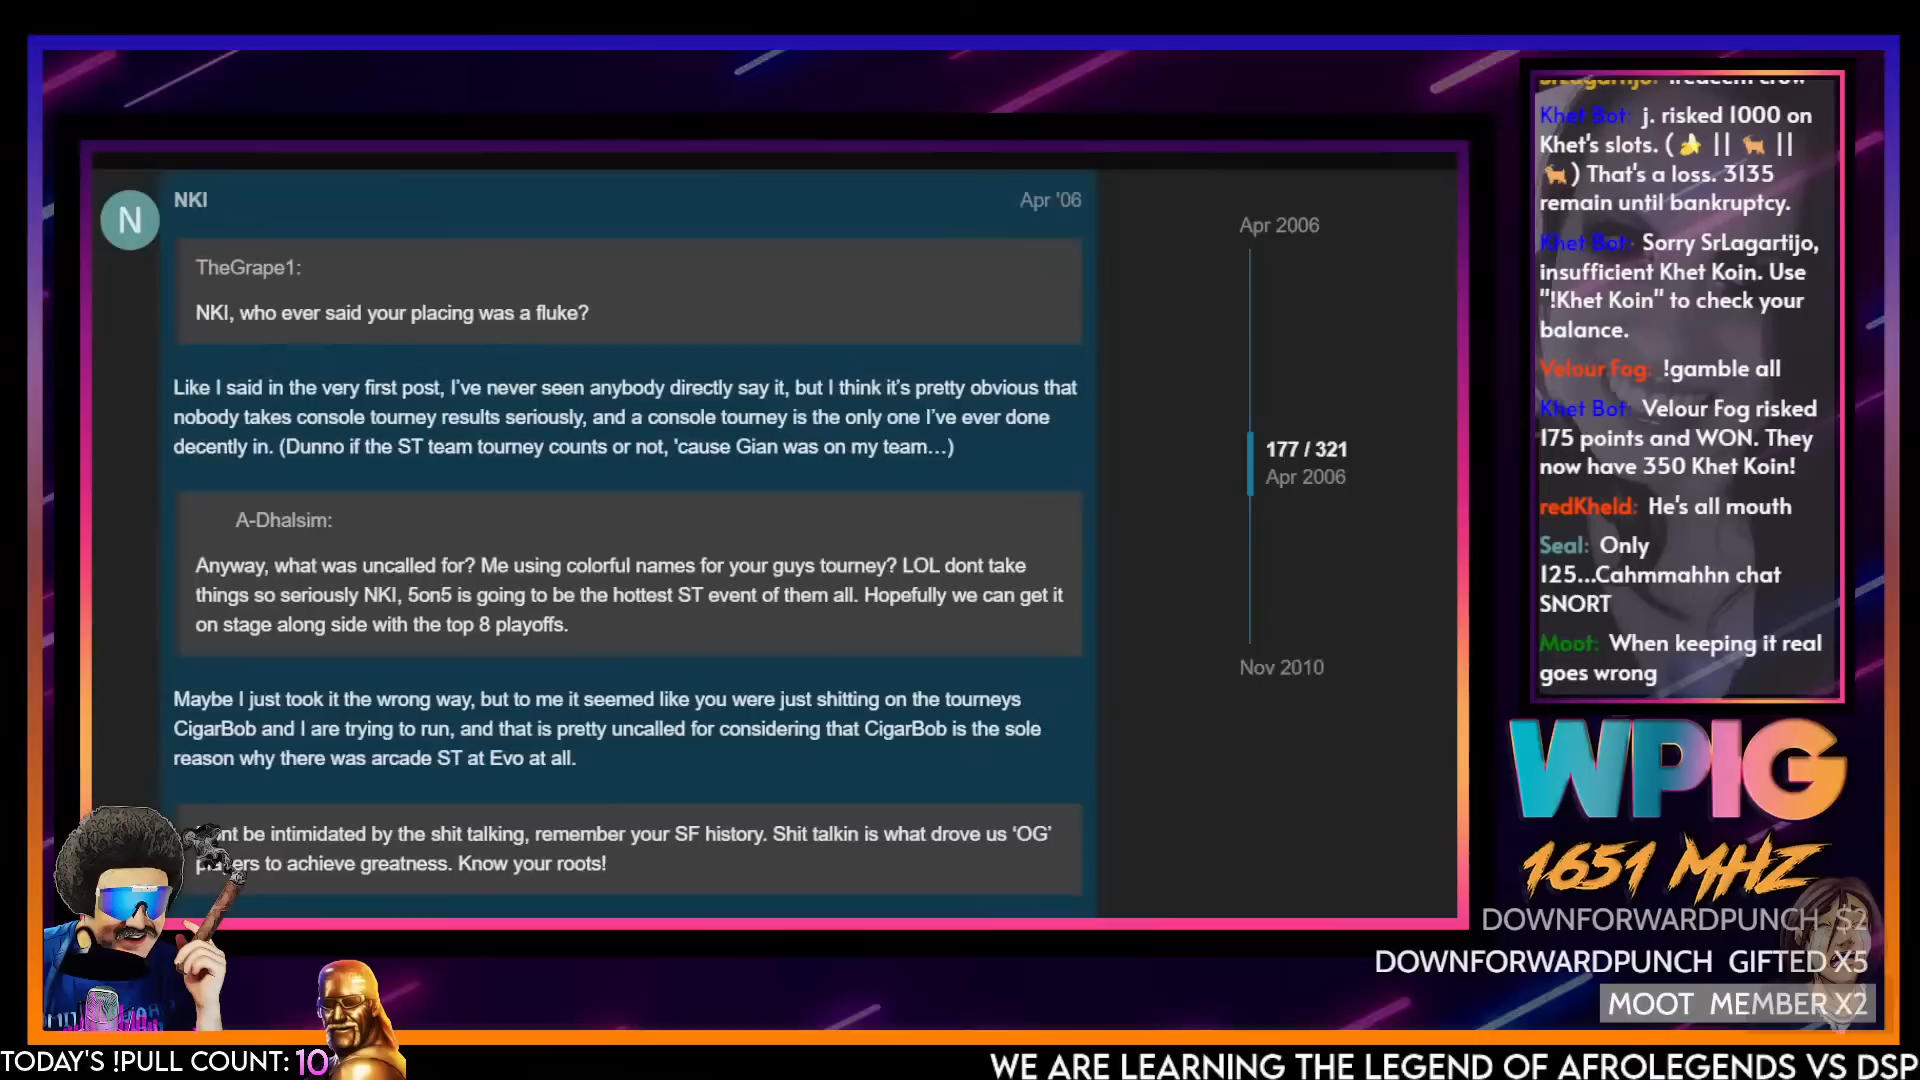 N
NKI
Apr '06
TheGrape1:
NKI, who ever said your placing was a fluke?
Like I said in the very first post, I've never seen anybody directly say it, but I think it's pretty obvious that
nobody takes console tourney results seriously, and a console tourney is the only one I've ever done
decently in. (Dunno if the ST team tourney counts or not, 'cause Gian was on my team…)
A-Dhalsim:
Anyway, what was uncalled for? Me using colorful names for your guys tourney? LOL dont take
things so seriously NKI, 5on5 is going to be the hottest ST event of them all. Hopefully we can get it
on stage along side with the top 8 playoffs.
Maybe I just took it the wrong way, but to me it seemed like you were just shitting on the tourneys
CigarBob and I are trying to run, and that is pretty uncalled for considering that CigarBob is the sole
reason why there was arcade ST at Evo at all.
nt be intimidated by the shit talking, remember your SF history. Shit talkin is what drove us ‘OG’
players to achieve greatness. Know your roots!
Apr 2006
177 / 321
Apr 2006
Nov 2010
Khet Bot: j. risked 1000 on
Khet's slots. (🍌 || 🐈 ||
🐈) That's a loss. 3135
remain until bankruptcy.
Khet Bot: Sorry SrLagartijo,
insufficient Khet Koin. Use
"!Khet Koin" to check your
balance.
Velour Fog: !gamble all
Khet Bot: Velour Fog risked
175 points and WON. They
now have 350 Khet Koin!
redKheld: He's all mouth
Seal: Only
125...Cahmmahhn chat
SNORT
Moot: When keeping it real
goes wrong
WPIG
1651 MHZ
DOWNFORWARDPUNCH $2
DOWNFORWARDPUNCH GIFTED X5
MOOT MEMBER X2
TODAY'S !PULL COUNT: 10
WE ARE LEARNING THE LEGEND OF AFROLEGENDS VS DSP